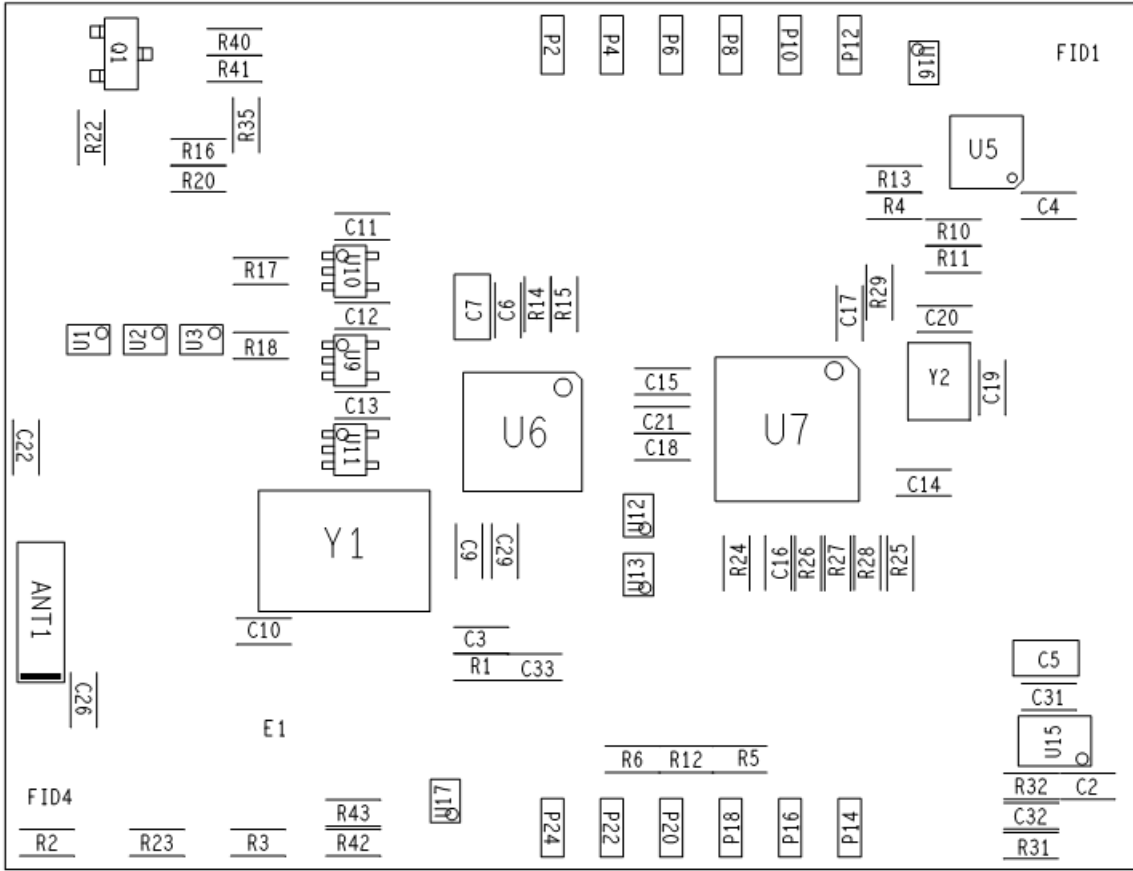 Q1
R40
R41
P2
P4
P6
P8
P10
P12
U16
FID1
R22
R35
R16
R20
U5
R13
R4
C4
C11
R10
R11
R17
U10
C7
C6
R14
R15
C17
R29
C12
C20
U1
U2
U3
R18
U9
C15
Y2
C19
C13
C21
U6
U7
C22
U11
C18
C14
Y1
U12
C9
C29
U13
R24
C16
R26
R27
R28
R25
ANT1
C10
C3
R1
C33
C5
C26
C31
E1
U15
R6
R12
R5
FID4
U17
R32
C2
R43
C32
P24
P22
P20
P18
P16
P14
R2
R23
R3
R42
R31